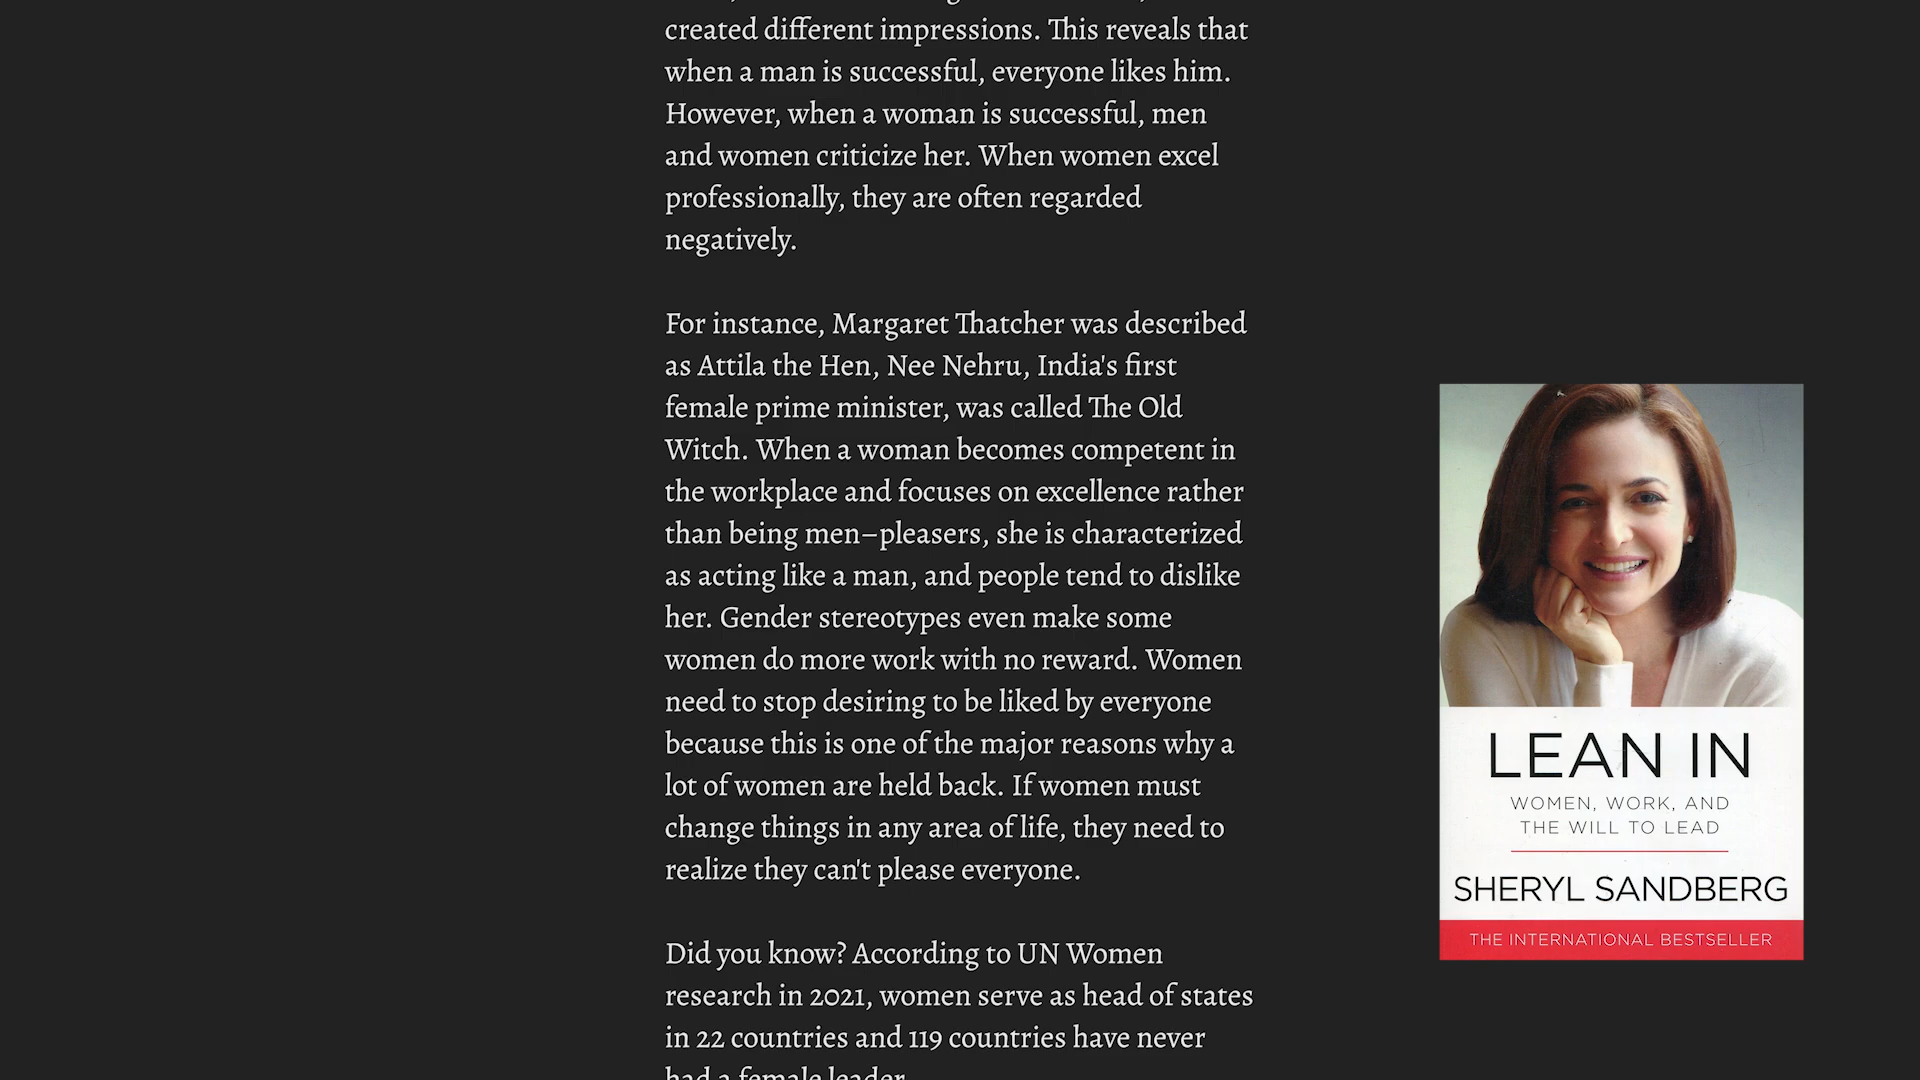 created different impressions. This reveals that
when a man is successful, everyone likes him.
However, when a woman is successful, men
and women criticize her. When women excel
professionally, they are often regarded
negatively.
For instance, Margaret Thatcher was described
as Attila the Hen, Nee Nehru, India's first
female prime minister, was called The Old
Witch. When a woman becomes competent in
the workplace and focuses on excellence rather
than being men–pleasers, she is characterized
as acting like a man, and people tend to dislike
her. Gender stereotypes even make some
women do more work with no reward. Women
need to stop desiring to be liked by everyone
because this is one of the major reasons why a
lot of women are held back. If women must
change things in any area of life, they need to
realize they can't please everyone.
Did you know? According to UN Women
research in 2021, women serve as head of states
in 22 countries and 119 countries have never
had a female leader.
LEAN IN
WOMEN, WORK, AND
THE WILL TO LEAD
SHERYL SANDBERG
THE INTERNATIONAL BESTSELLER